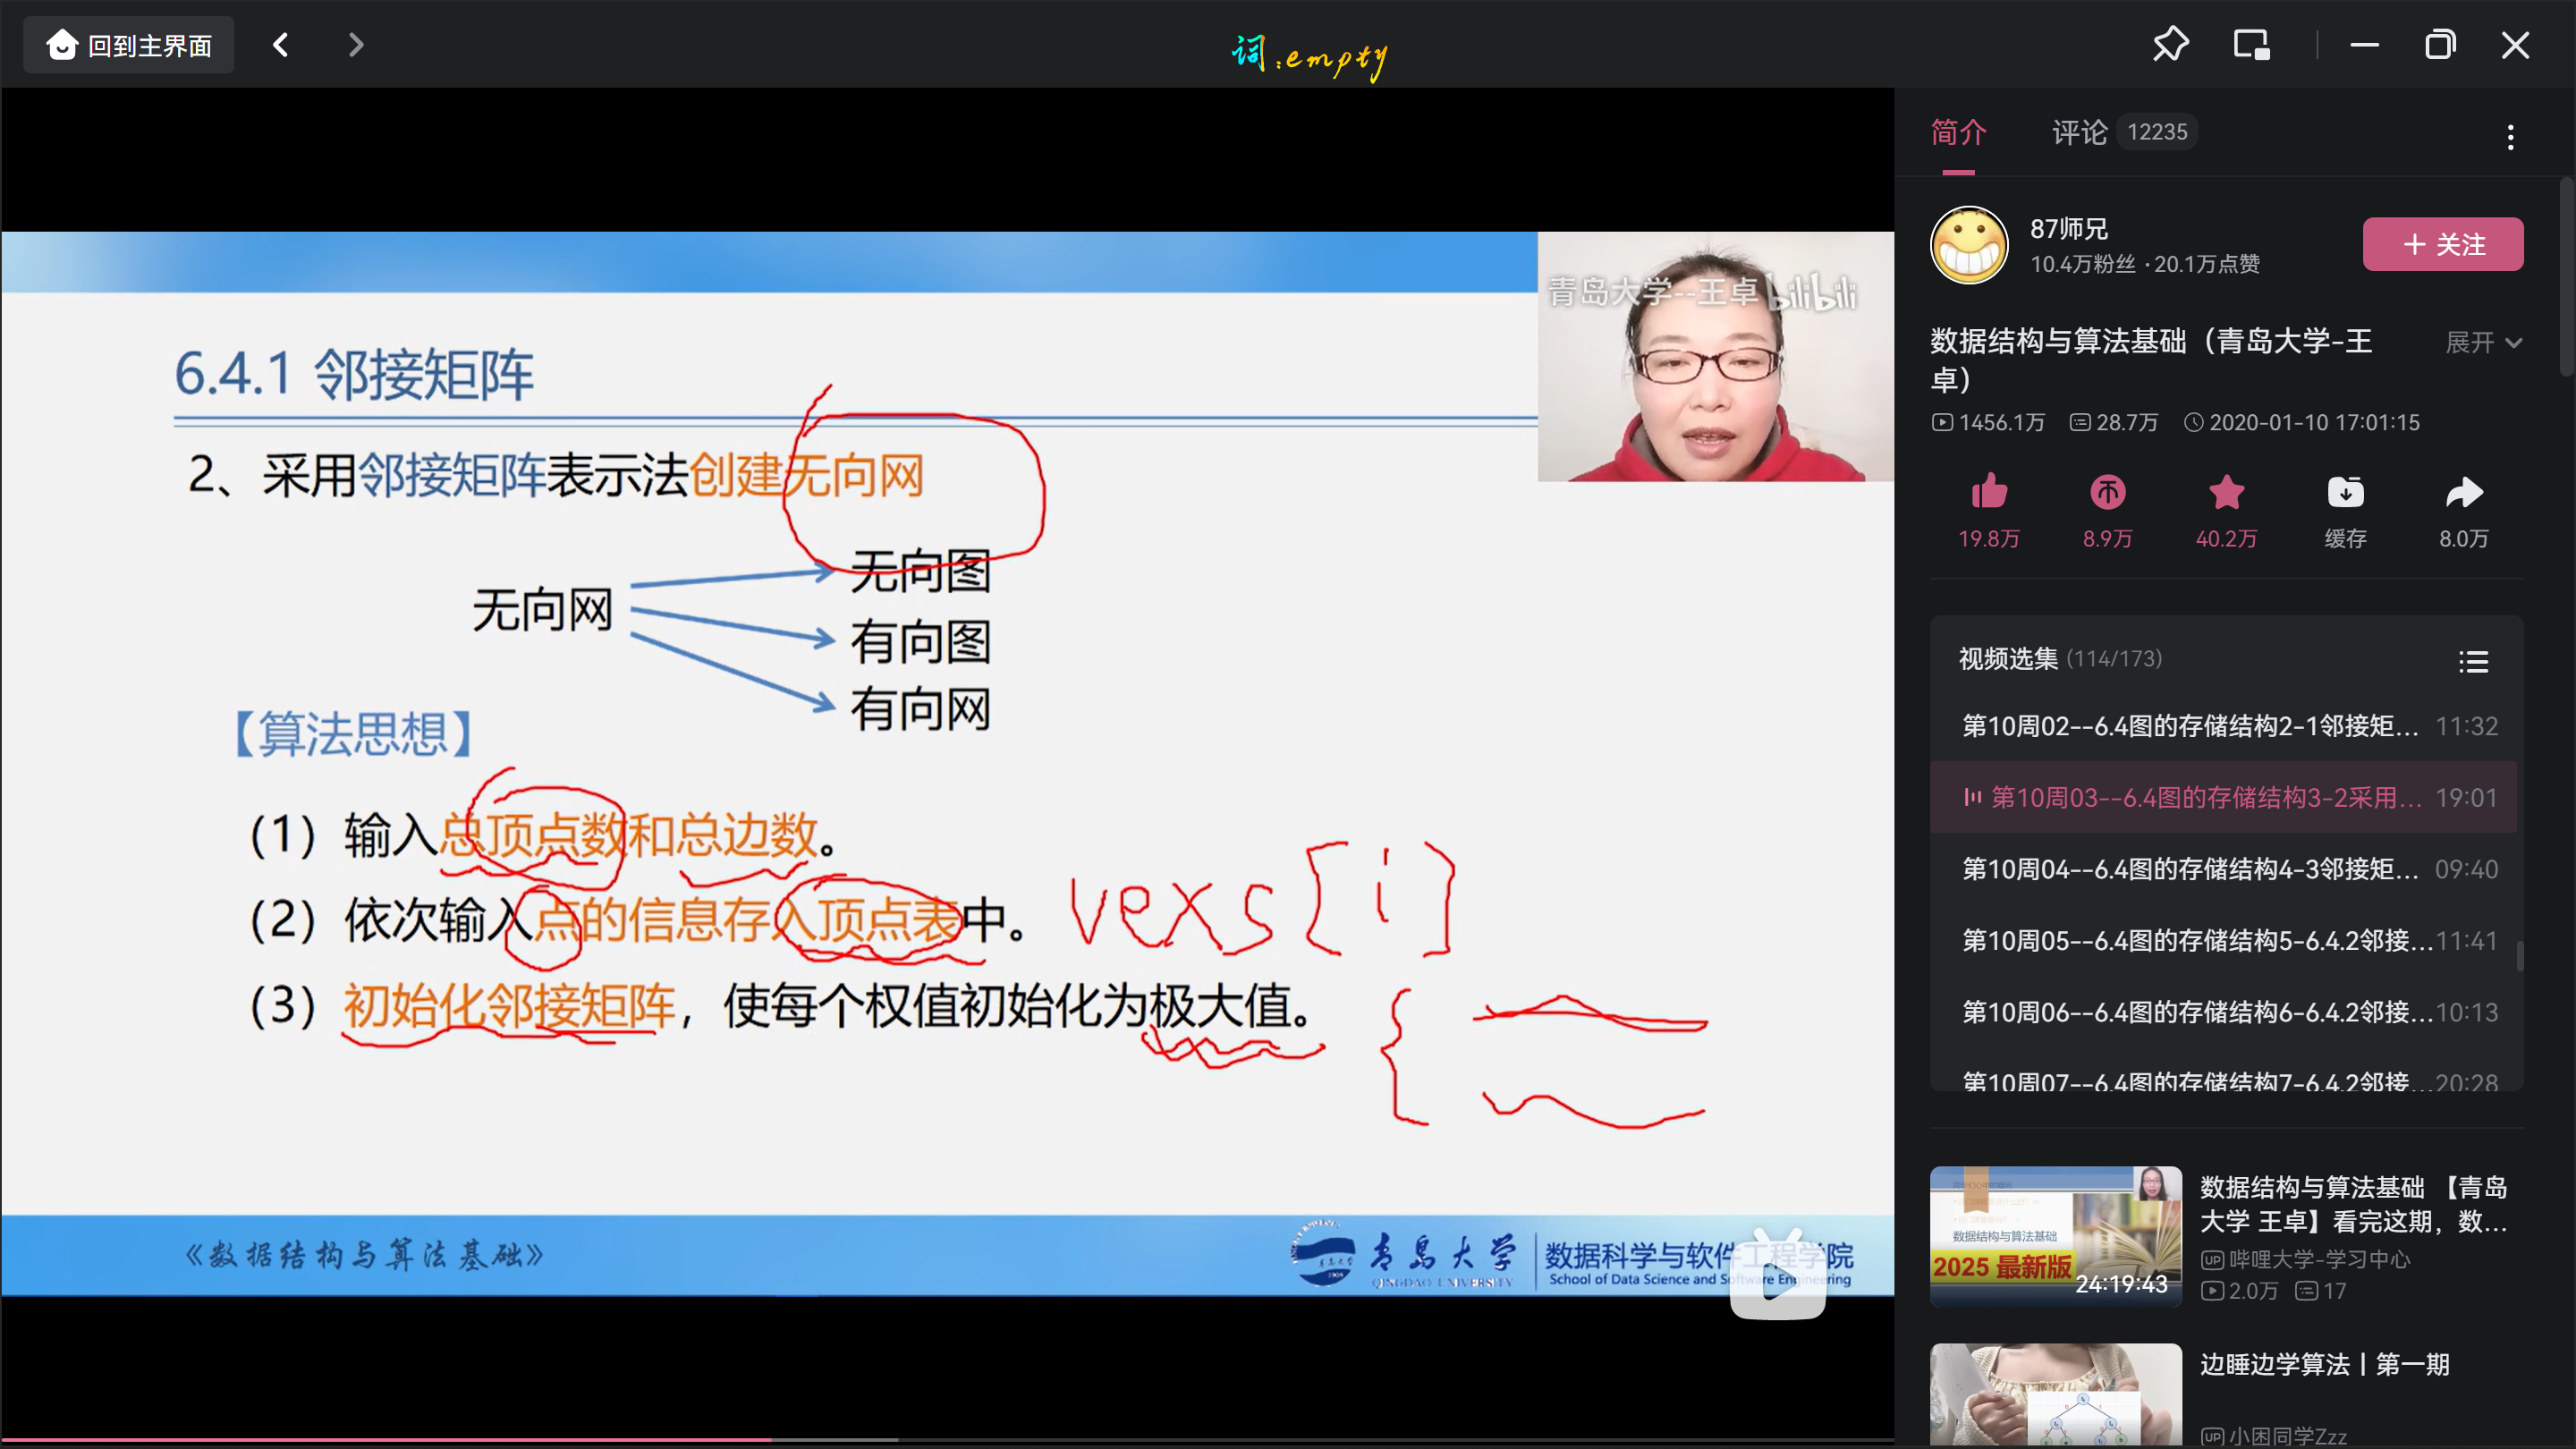 回到主界面
词.empty
简介
评论 12235
青岛大学--王卓 bilibili
87师兄
10.4万粉丝 · 20.1万点赞
+ 关注
数据结构与算法基础（青岛大学-王
卓）
展开
1456.1万 28.7万 2020-01-10 17:01:15
19.8万 8.9万 40.2万 缓存 8.0万
6.4.1 邻接矩阵
2、采用邻接矩阵表示法创建无向网
无向网
无向图
有向图
有向网
【算法思想】
（1）输入总顶点数和总边数。
（2）依次输入点的信息存入顶点表中。
vexs[i]
（3）初始化邻接矩阵，使每个权值初始化为极大值。
《数据结构与算法基础》
青岛大学
QINGDAO UNIVERSITY
数据科学与软件工程学院
School of Data Science and Software Engineering
视频选集 (114/173)
第10周02--6.4图的存储结构2-1邻接矩... 11:32
第10周03--6.4图的存储结构3-2采用... 19:01
第10周04--6.4图的存储结构4-3邻接矩... 09:40
第10周05--6.4图的存储结构5-6.4.2邻接... 11:41
第10周06--6.4图的存储结构6-6.4.2邻接... 10:13
第10周07--6.4图的存储结构7-6.4.2邻接... 20:28
数据结构与算法基础
2025 最新版
24:19:43
数据结构与算法基础 【青岛
大学 王卓】看完这期，数...
UP 哔哩大学-学习中心
2.0万 17
边睡边学算法丨第一期
UP 小困同学Zzz